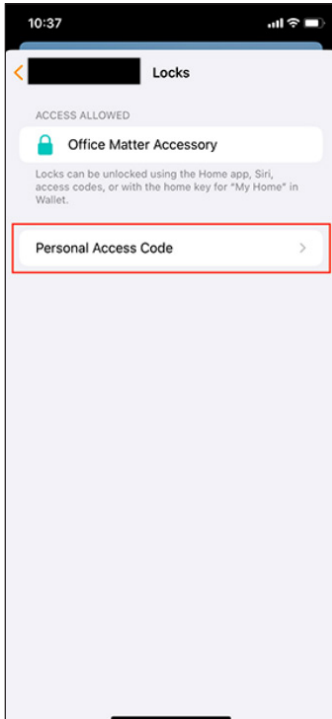 10:37
Locks
ACCESS ALLOWED
Office Matter Accessory
Locks can be unlocked using the Home app, Siri,
access codes, or with the home key for “My Home” in
Wallet.
Personal Access Code